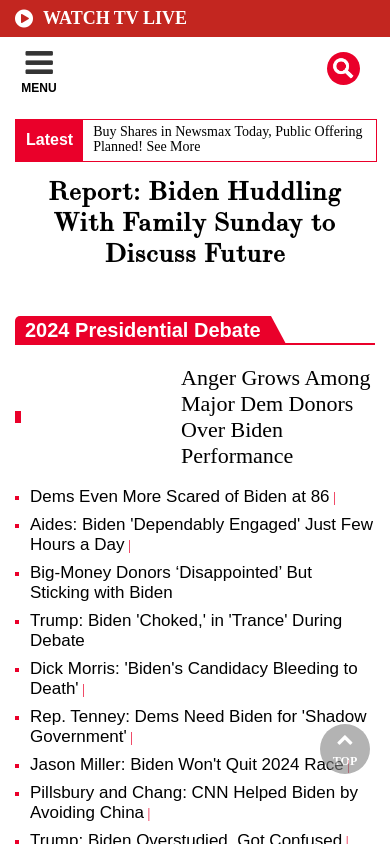 WATCH TV LIVE
MENU
Latest
Buy Shares in Newsmax Today, Public Offering
Planned! See More
Report: Biden Huddling
With Family Sunday to
Discuss Future
2024 Presidential Debate
Anger Grows Among
Major Dem Donors
Over Biden
Performance
Dems Even More Scared of Biden at 86 |
Aides: Biden 'Dependably Engaged' Just Few
Hours a Day |
Big-Money Donors ‘Disappointed’ But
Sticking with Biden
Trump: Biden 'Choked,' in 'Trance' During
Debate
Dick Morris: 'Biden's Candidacy Bleeding to
Death' |
Rep. Tenney: Dems Need Biden for 'Shadow
Government' |
Jason Miller: Biden Won't Quit 2024 Race |
TOP
Pillsbury and Chang: CNN Helped Biden by
Avoiding China |
Trump: Biden Overstudied, Got Confused |